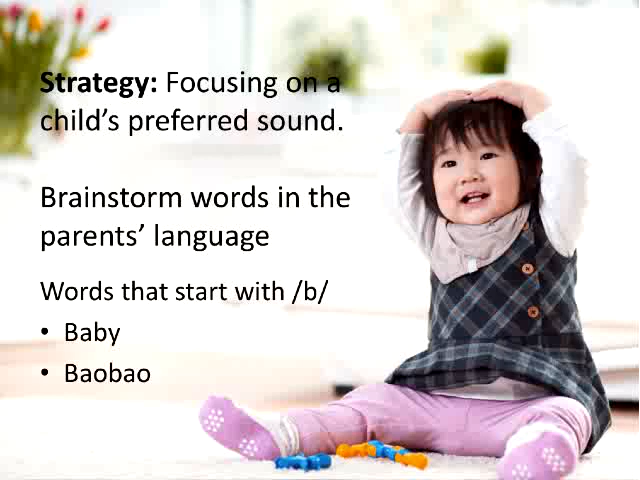 Strategy: Focusing on a
child’s preferred sound.
Brainstorm words in the
parents’ language
Words that start with /b/
• Baby
• Baobao